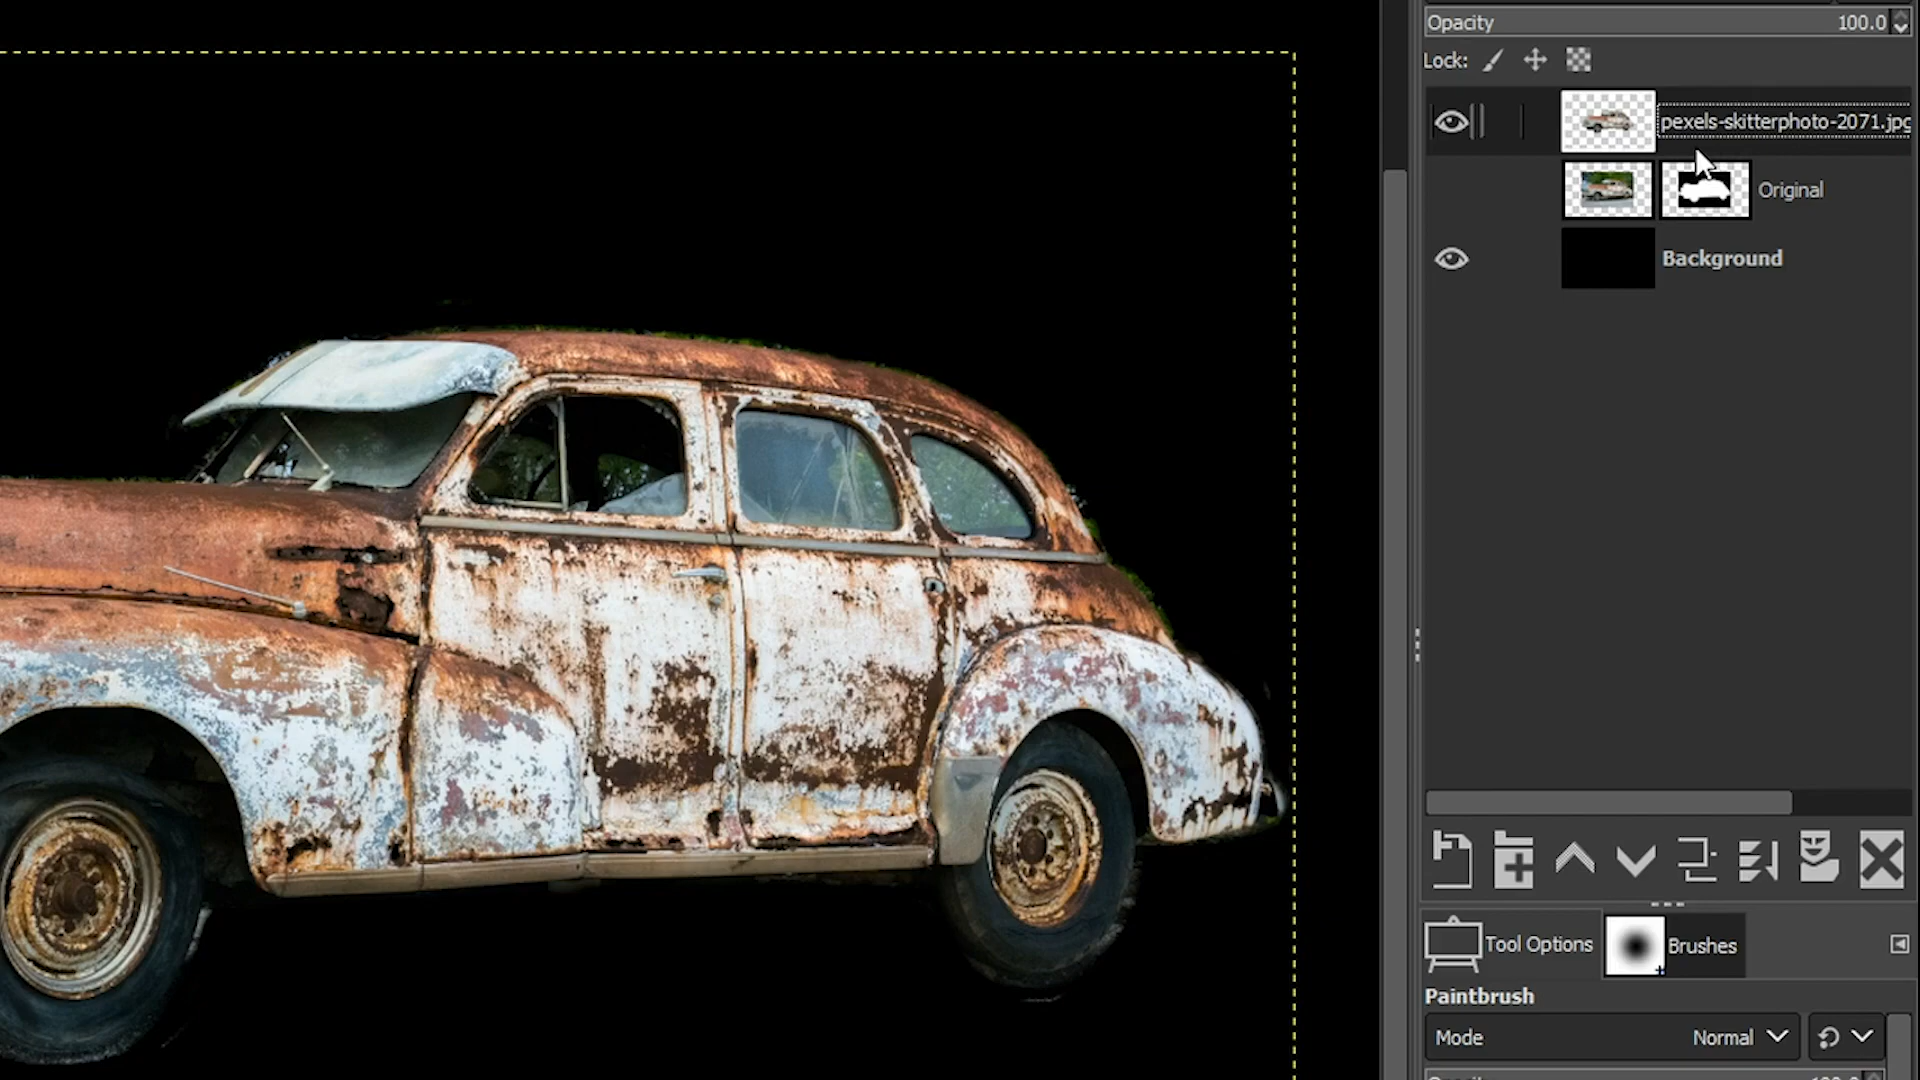 Opacity 100.0
Lock:
pexels-skitterphoto-2071.jpg
Original
Background
Tool Options Brushes
Paintbrush
Mode Normal